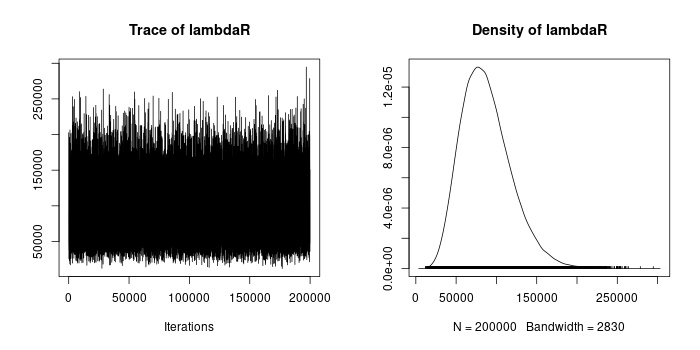 Trace of lambdaR
50000
150000
250000
0
50000
100000
150000
200000
Iterations
Density of lambdaR
0.0e+00
4.0e-06
8.0e-06
1.2e-05
0
50000
150000
250000
N = 200000 Bandwidth = 2830